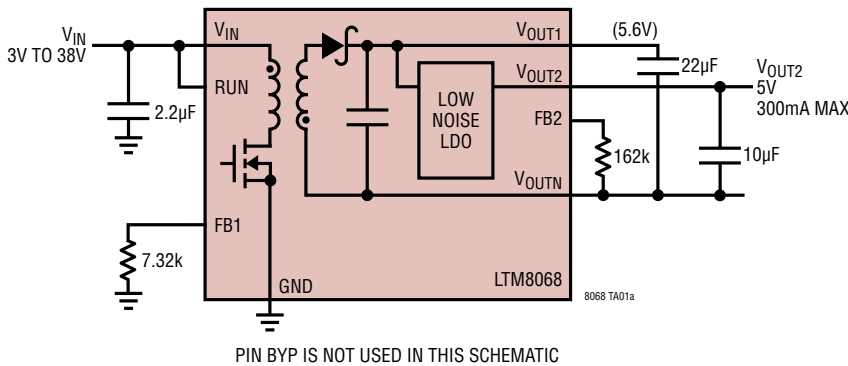 VIN
3V TO 38V
2.2µF
7.32k
VIN
RUN
FB1
GND
LOW
NOISE
LDO
VOUT1
VOUT2
FB2
VOUTN
LTM8068
(5.6V)
22µF
162k
10µF
VOUT2
5V
300mA MAX
8068 TA01a
PIN BYP IS NOT USED IN THIS SCHEMATIC